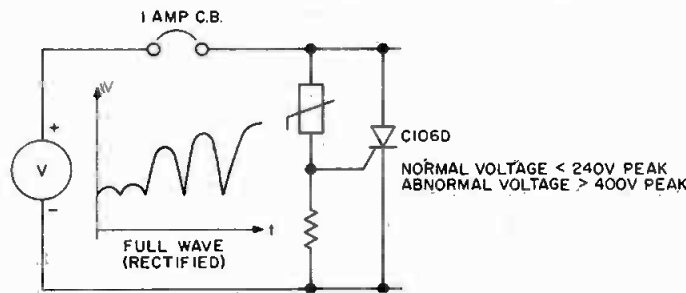 1 AMP C.B.
V
+
V
-
t
FULL WAVE
(RECTIFIED)
C106D
NORMAL VOLTAGE < 240V PEAK
ABNORMAL VOLTAGE > 400V PEAK